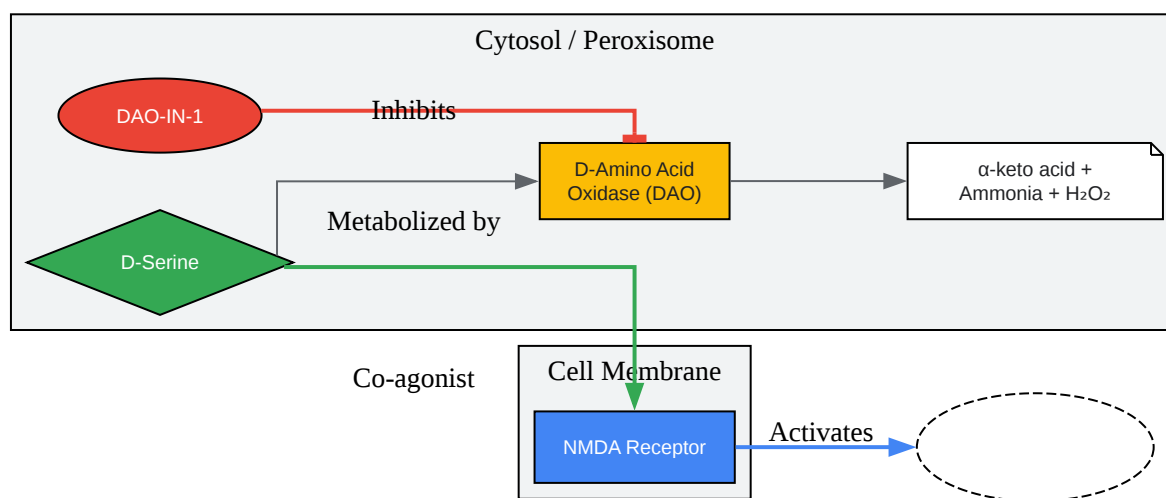 Cytosol / Peroxisome
DAO-IN-1
Inhibits
D-Amino Acid
Oxidase (DAO)
α-keto acid +
Ammonia + H₂O₂
Metabolized by
D-Serine
Co-agonist
Cell Membrane
NMDA Receptor
Activates